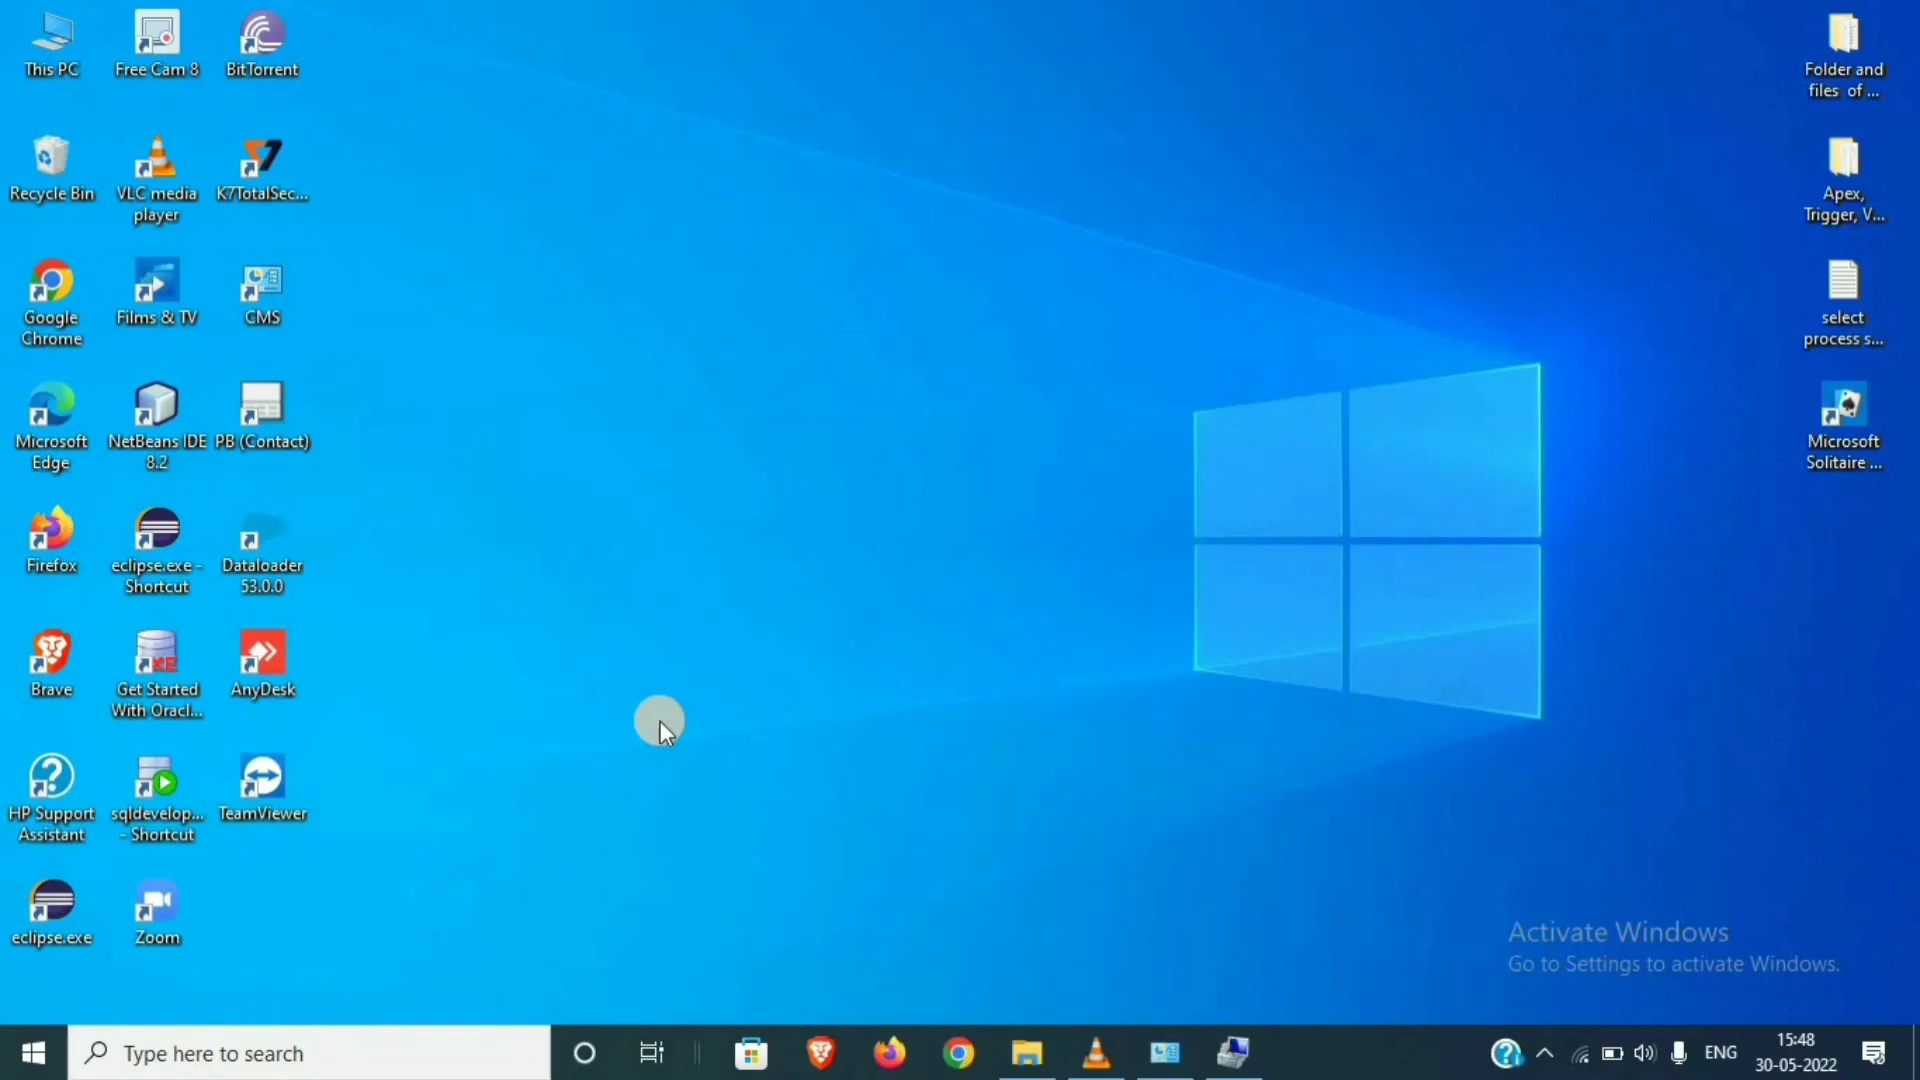 This PC
Free Cam 8
BitTorrent
Recycle Bin
VLC media
player
K7TotalSec...
Google
Chrome
Films & TV
CMS
Microsoft
Edge
NetBeans IDE
8.2
PB (Contact)
Firefox
eclipse.exe -
Shortcut
Dataloader
53.0.0
Brave
Get Started
With Oracl...
AnyDesk
HP Support
Assistant
sqldevelop...
- Shortcut
TeamViewer
eclipse.exe
Zoom
Folder and
files of ...
Apex,
Trigger, V...
select
process s...
Microsoft
Solitaire ...
Activate Windows
Go to Settings to activate Windows.
Type here to search
ENG
15:48
30-05-2022